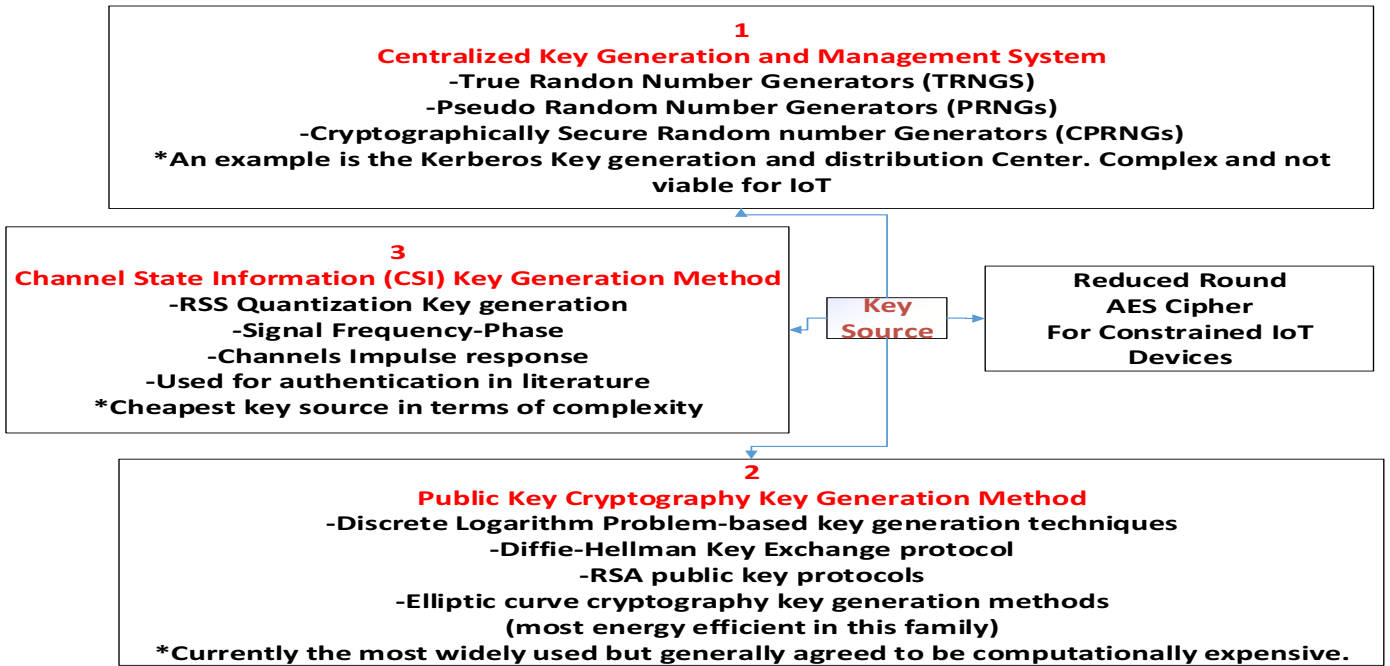 1
Centralized Key Generation and Management System
-True Randon Number Generators (TRNGS)
-Pseudo Random Number Generators (PRNGs)
-Cryptographically Secure Random number Generators (CPRNGs)
*An example is the Kerberos Key generation and distribution Center. Complex and not
viable for IoT
3
Channel State Information (CSI) Key Generation Method
-RSS Quantization Key generation
-Signal Frequency-Phase
-Channels Impulse response
-Used for authentication in literature
*Cheapest key source in terms of complexity
Key
Source
Reduced Round
AES Cipher
For Constrained IoT
Devices
2
Public Key Cryptography Key Generation Method
-Discrete Logarithm Problem-based key generation techniques
-Diffie-Hellman Key Exchange protocol
-RSA public key protocols
-Elliptic curve cryptography key generation methods
(most energy efficient in this family)
*Currently the most widely used but generally agreed to be computationally expensive.